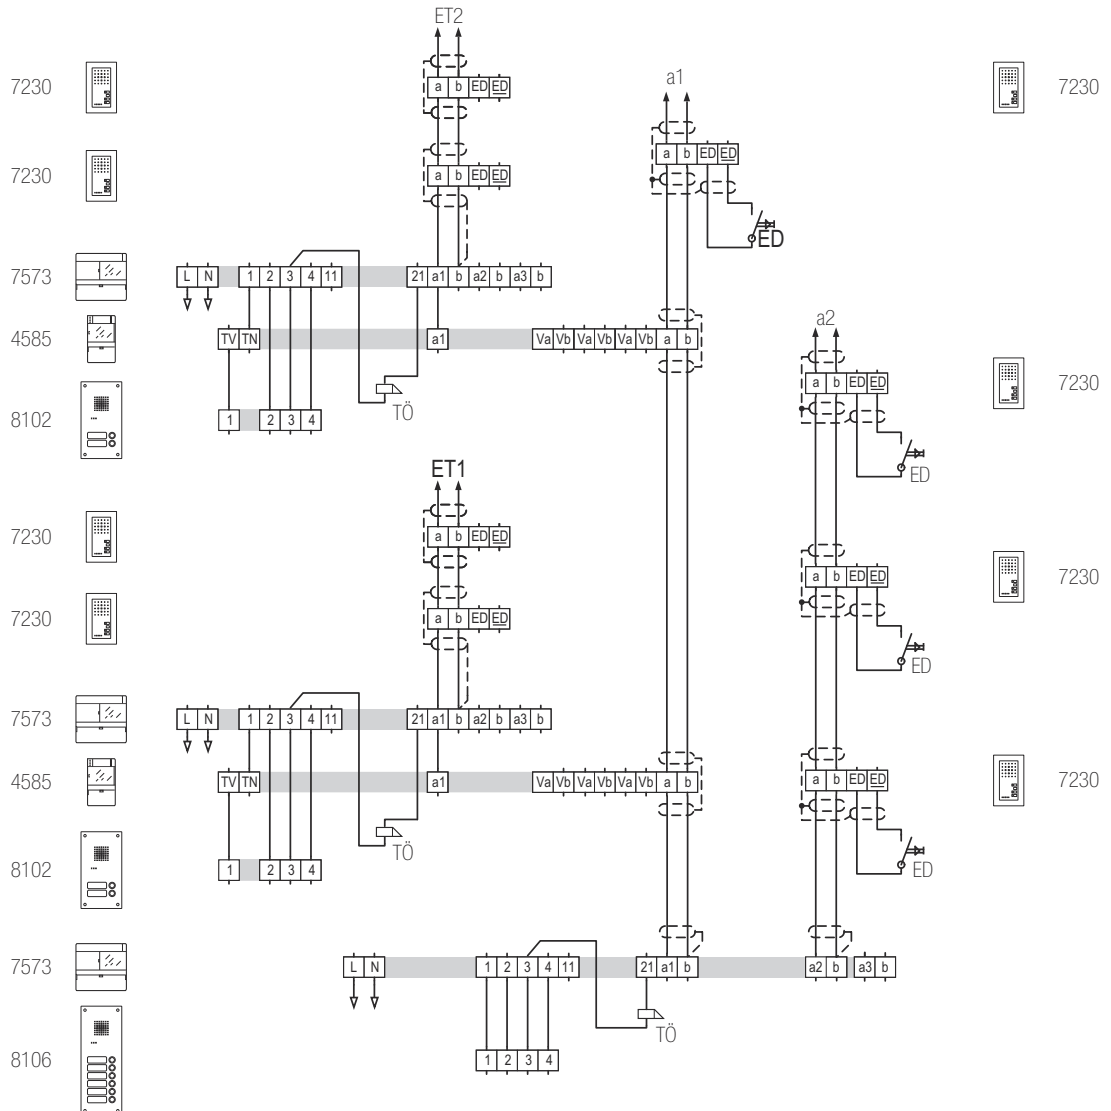 ET2
7230 a b ED ED a1 7230
7230 a b ED ED a b ED ED
ED
7573 L N 1 2 3 4 11 21 a1 b a2 b a3 b
4585 TV TN a1 Va Vb Va Vb Va Vb a b a2
TÖ a b ED ED 7230
8102 1 2 3 4
ET1 ED
7230 a b ED ED
a b ED ED 7230
7230 a b ED ED
ED
7573 L N 1 2 3 4 11 21 a1 b a2 b a3 b
4585 TV TN a1 Va Vb Va Vb Va Vb a b a b ED ED 7230
TÖ
8102 1 2 3 4 ED
7573 L N 1 2 3 4 11 21 a1 b a2 b a3 b
TÖ
8106 1 2 3 4